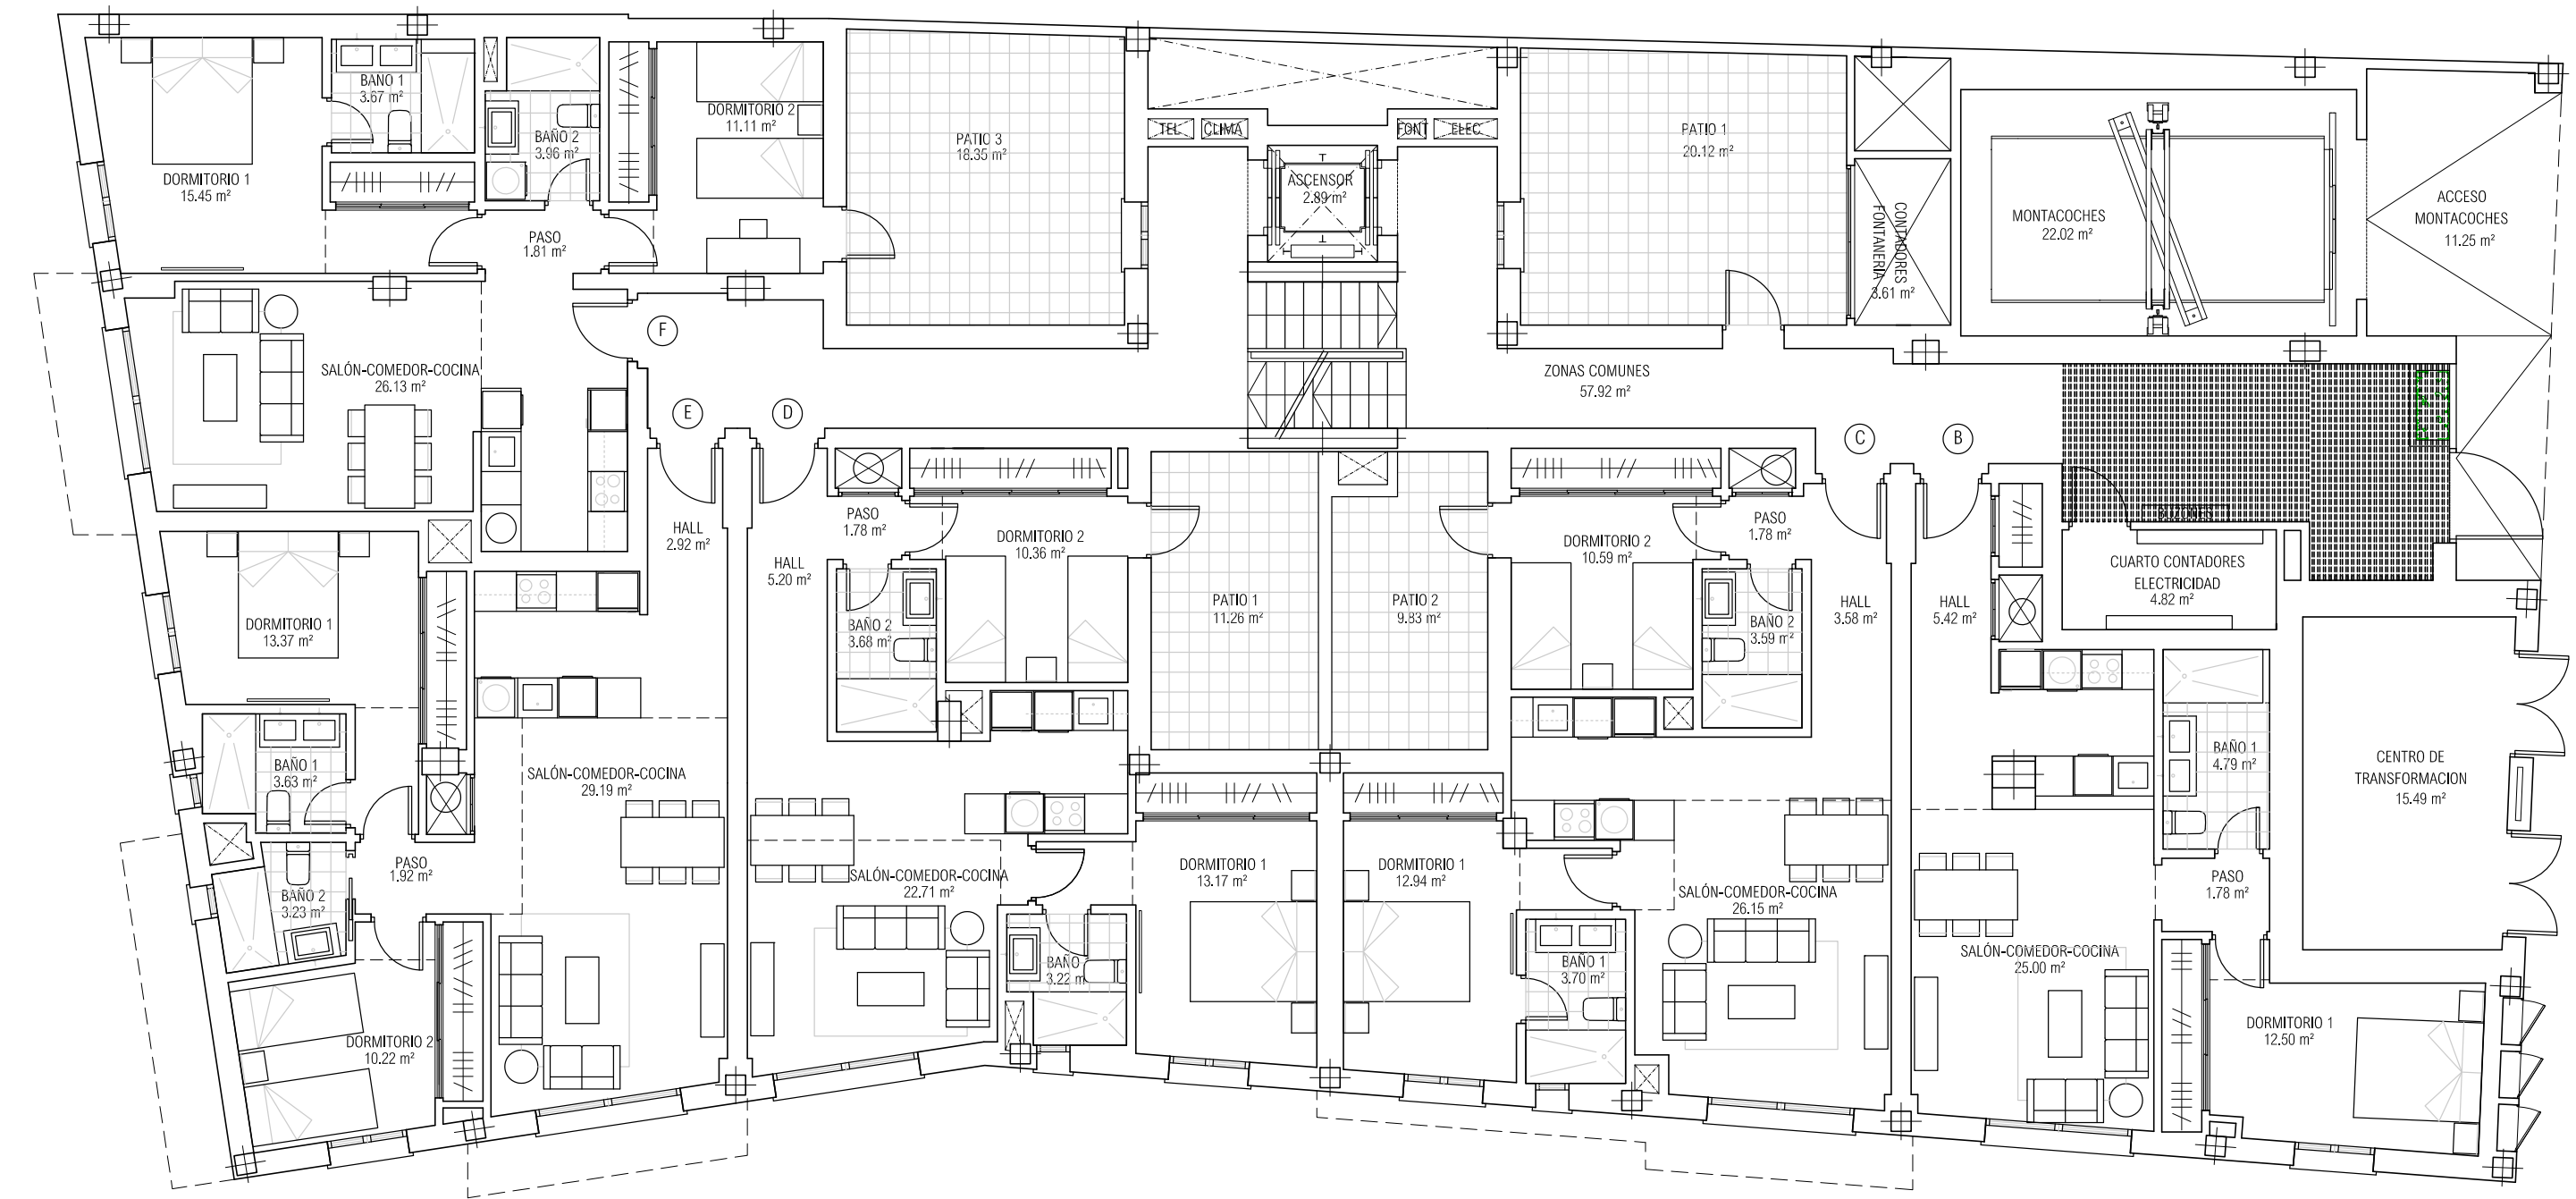 BAÑO 1
3.67 m²
DORMITORIO 1
15.45 m²
BAÑO 2
3.96 m²
DORMITORIO 2
11.11 m²
PASO
1.81 m²
SALÓN-COMEDOR-COCINA
26.13 m²
F
PATIO 3
18.35 m²
TEL
CLIMA
FONT
ELEC
ASCENSOR
2.89 m²
PATIO 1
20.12 m²
CONTADORES
FONTANERIA
3.61 m²
MONTACOCHES
22.02 m²
ACCESO
MONTACOCHES
11.25 m²
ZONAS COMUNES
57.92 m²
E
D
C
B
HALL
2.92 m²
DORMITORIO 1
13.37 m²
BAÑO 1
3.63 m²
BAÑO 2
3.23 m²
PASO
1.92 m²
DORMITORIO 2
10.22 m²
SALÓN-COMEDOR-COCINA
29.19 m²
HALL
5.20 m²
PASO
1.78 m²
BAÑO 2
3.68 m²
DORMITORIO 2
10.36 m²
PATIO 1
11.26 m²
SALÓN-COMEDOR-COCINA
22.71 m²
BAÑO
3.22 m
DORMITORIO 1
13.17 m²
PATIO 2
9.83 m²
DORMITORIO 2
10.59 m²
PASO
1.78 m²
BAÑO 2
3.59 m²
HALL
3.58 m²
DORMITORIO 1
12.94 m²
BAÑO 1
3.70 m²
SALÓN-COMEDOR-COCINA
26.15 m²
HALL
5.42 m²
BUZONES
CUARTO CONTADORES
ELECTRICIDAD
4.82 m²
BAÑO 1
4.79 m²
PASO
1.78 m²
SALÓN-COMEDOR-COCINA
25.00 m²
DORMITORIO 1
12.50 m²
CENTRO DE
TRANSFORMACION
15.49 m²